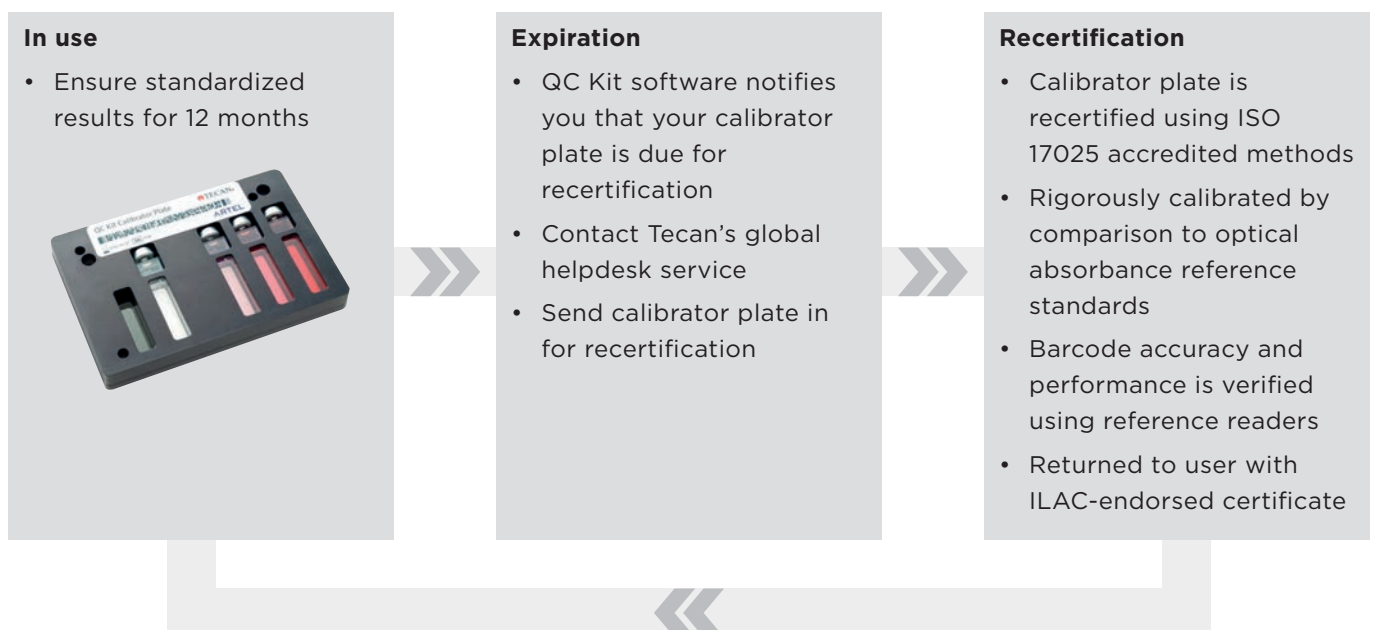 In use
• Ensure standardized
results for 12 months
QC Kit Calibrator Plate
TECAN
ARTEL
Expiration
• QC Kit software notifies
you that your calibrator
plate is due for
recertification
• Contact Tecan’s global
helpdesk service
• Send calibrator plate in
for recertification
Recertification
• Calibrator plate is
recertified using ISO
17025 accredited methods
• Rigorously calibrated by
comparison to optical
absorbance reference
standards
• Barcode accuracy and
performance is verified
using reference readers
• Returned to user with
ILAC-endorsed certificate